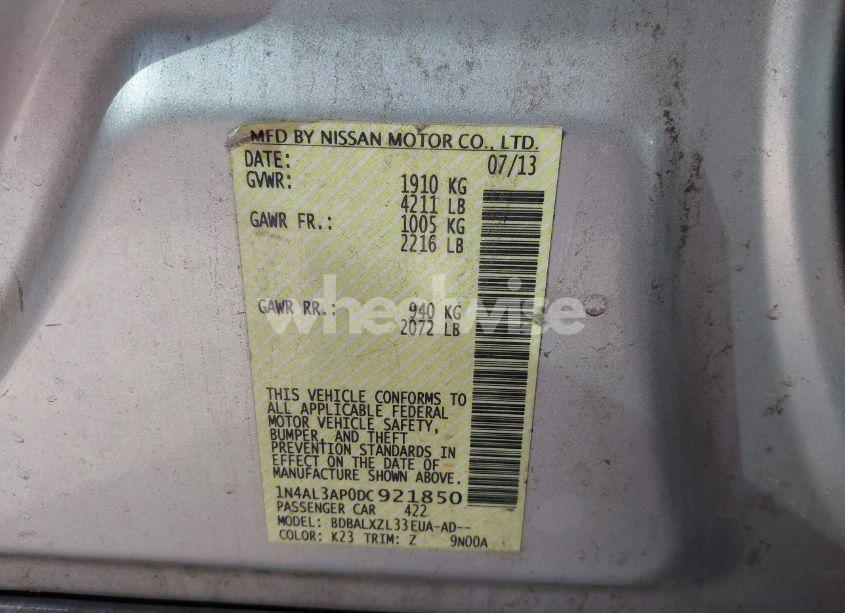 MFD BY NISSAN MOTOR CO., LTD.
DATE: 07/13
GVWR: 1910 KG
4211 LB
GAWR FR.: 1005 KG
2216 LB
GAWR RR.: 940 KG
2072 LB
wheelwise
THIS VEHICLE CONFORMS TO
ALL APPLICABLE FEDERAL
MOTOR VEHICLE SAFETY,
BUMPER, AND THEFT
PREVENTION STANDARDS IN
EFFECT ON THE DATE OF
MANUFACTURE SHOWN ABOVE.
1N4AL3AP0DC921850
PASSENGER CAR 422
MODEL: BDBALXZL33EUA-AD--
COLOR: K23 TRIM: Z 9N00A